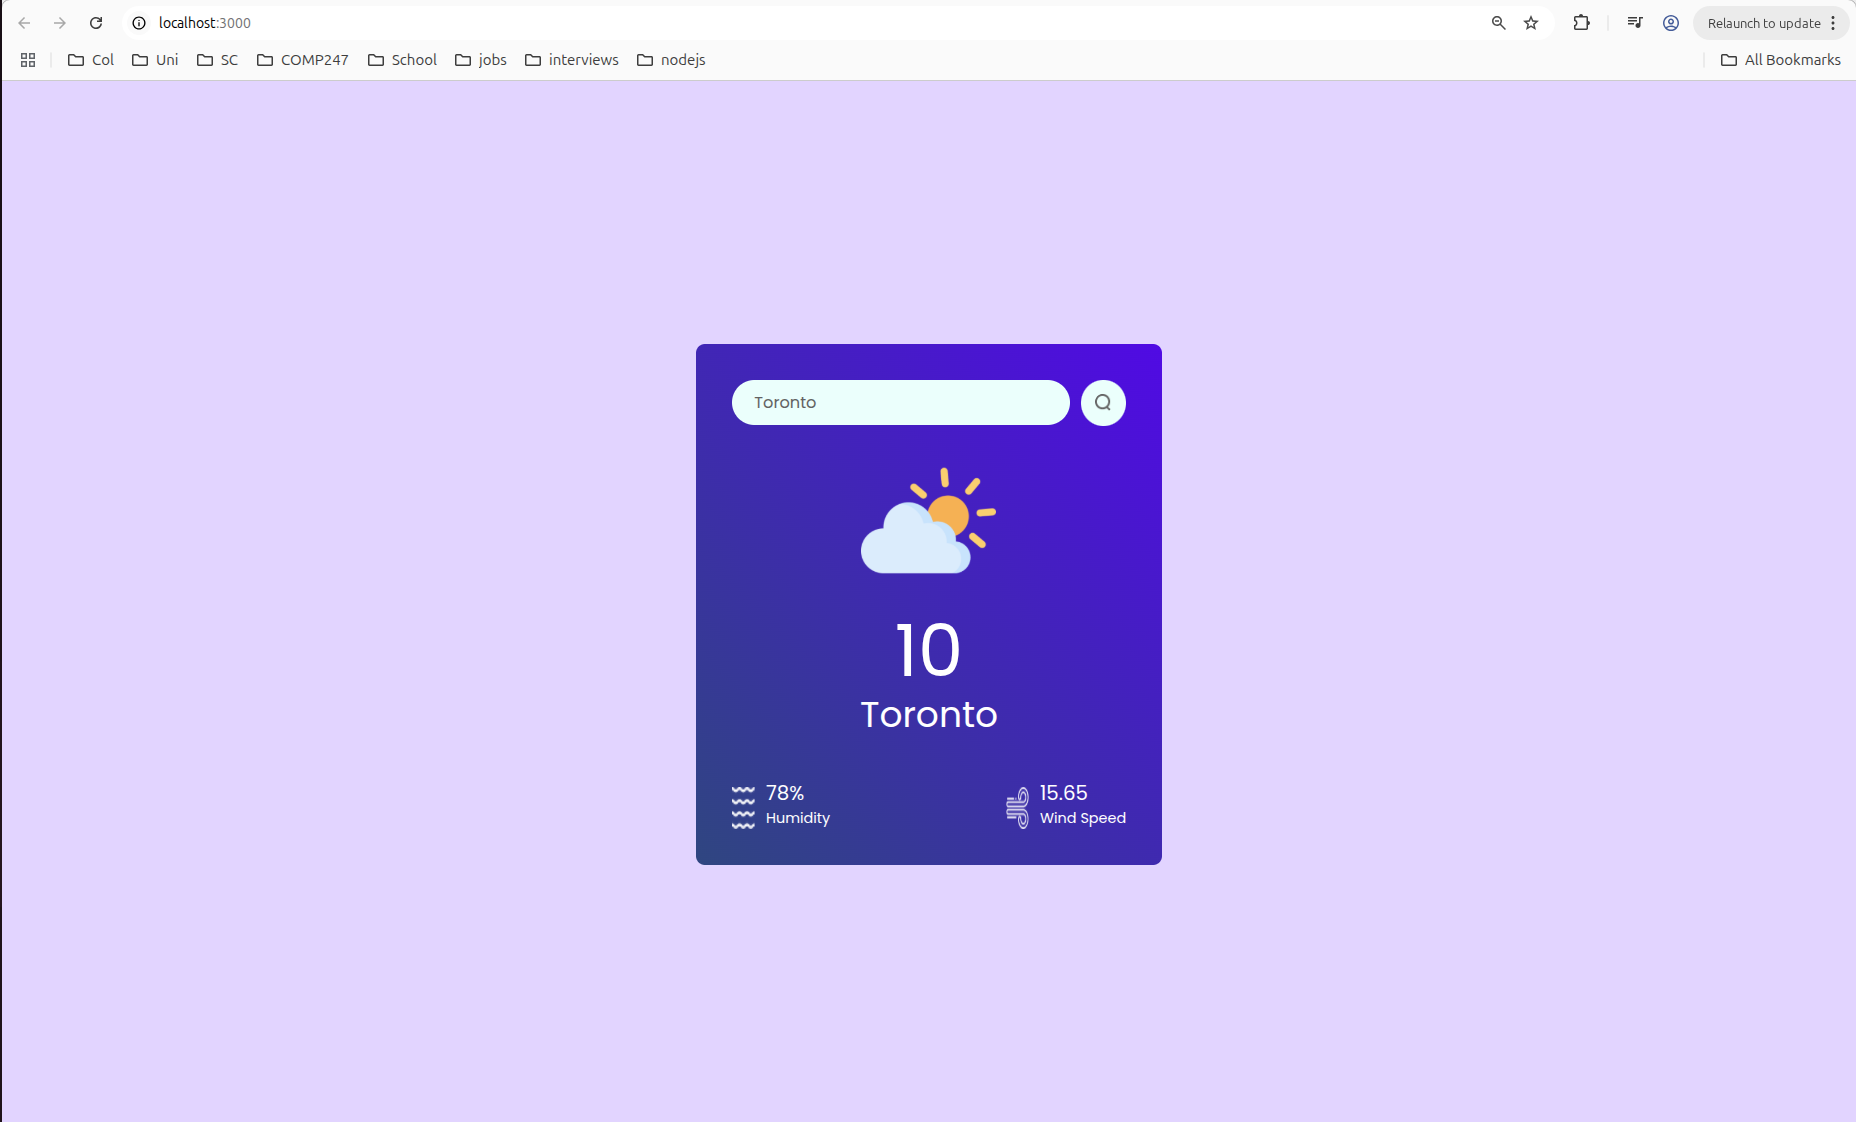 localhost:3000
Relaunch to update
Col Uni SC COMP247 School jobs interviews nodejs All Bookmarks
Toronto
10
Toronto
78% 15.65
Humidity Wind Speed